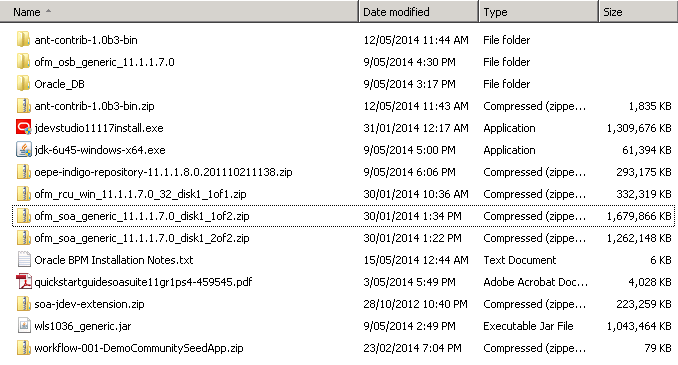 Name Date modified Type Size
ant-contrib-1.0b3-bin 12/05/2014 11:44 AM File folder
ofm_osb_generic_11.1.1.7.0 9/05/2014 4:30 PM File folder
Oracle_DB 9/05/2014 3:17 PM File folder
ant-contrib-1.0b3-bin.zip 12/05/2014 11:43 AM Compressed (zippe... 1,835 KB
jdevstudio11117install.exe 31/01/2014 12:17 AM Application 1,309,676 KB
jdk-6u45-windows-x64.exe 9/05/2014 5:00 PM Application 61,394 KB
oepe-indigo-repository-11.1.1.8.0.201110211138.zip 9/05/2014 6:06 PM Compressed (zippe... 293,175 KB
ofm_rcu_win_11.1.1.7.0_32_disk1_1of1.zip 30/01/2014 10:36 AM Compressed (zippe... 332,319 KB
ofm_soa_generic_11.1.1.7.0_disk1_1of2.zip 30/01/2014 1:34 PM Compressed (zippe... 1,679,866 KB
ofm_soa_generic_11.1.1.7.0_disk1_2of2.zip 30/01/2014 1:22 PM Compressed (zippe... 1,262,148 KB
Oracle BPM Installation Notes.txt 15/05/2014 12:44 AM Text Document 6 KB
quickstartguidesoasuite11gr1ps4-459545.pdf 3/05/2014 5:49 PM Adobe Acrobat Doc... 4,028 KB
soa-jdev-extension.zip 28/10/2012 10:40 PM Compressed (zippe... 223,259 KB
wls1036_generic.jar 9/05/2014 2:49 PM Executable Jar File 1,043,464 KB
workflow-001-DemoCommunitySeedApp.zip 23/02/2014 7:04 PM Compressed (zippe... 79 KB